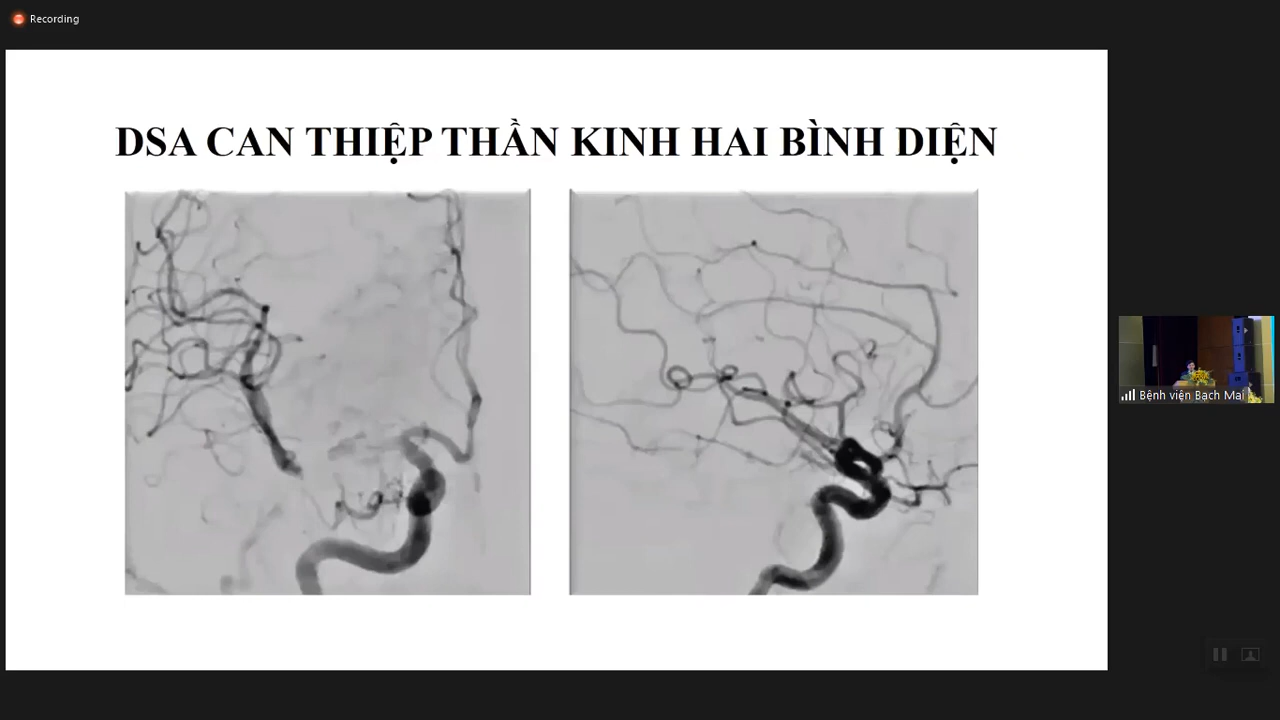 Recording
DSA CAN THIỆP THẦN KINH HAI BÌNH DIỆN
Bệnh viện Bạch Mai